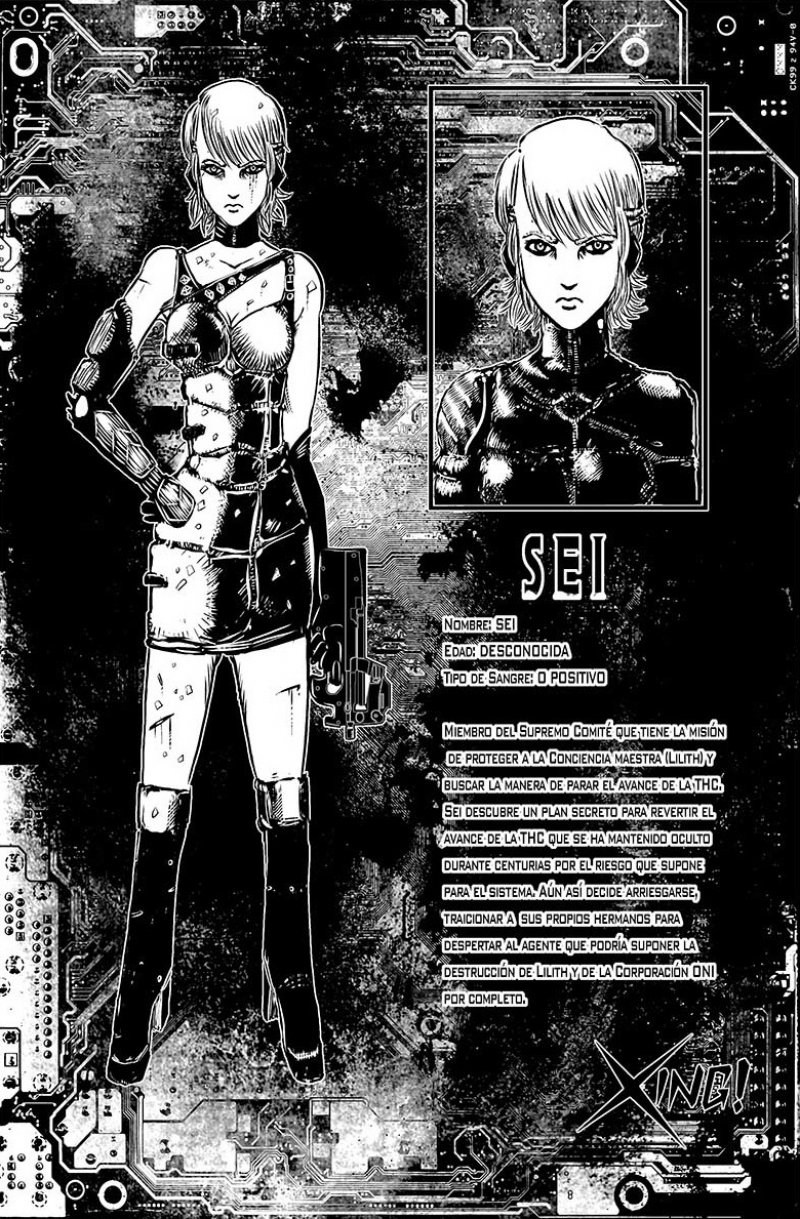 CK99 z 94V-0
SEI
Nombre: SEI
Edad: DESCONOCIDA
Tipo de Sangre: O POSITIVO
Miembro del Supremo Comité que tiene la misión
de proteger a la Conciencia maestra (Lilith) y
buscar la manera de parar el avance de la THC.
Sei descubre un plan secreto para revertir el
avance de la THC que se ha mantenido oculto
durante centurias por el riesgo que supone
para el sistema. Aún así decide arriesgarse,
traicionar a sus propios hermanos para
despertar al agente que podría suponer la
destrucción de Lilith y de la Corporación ONI
por completo.
XING!
8